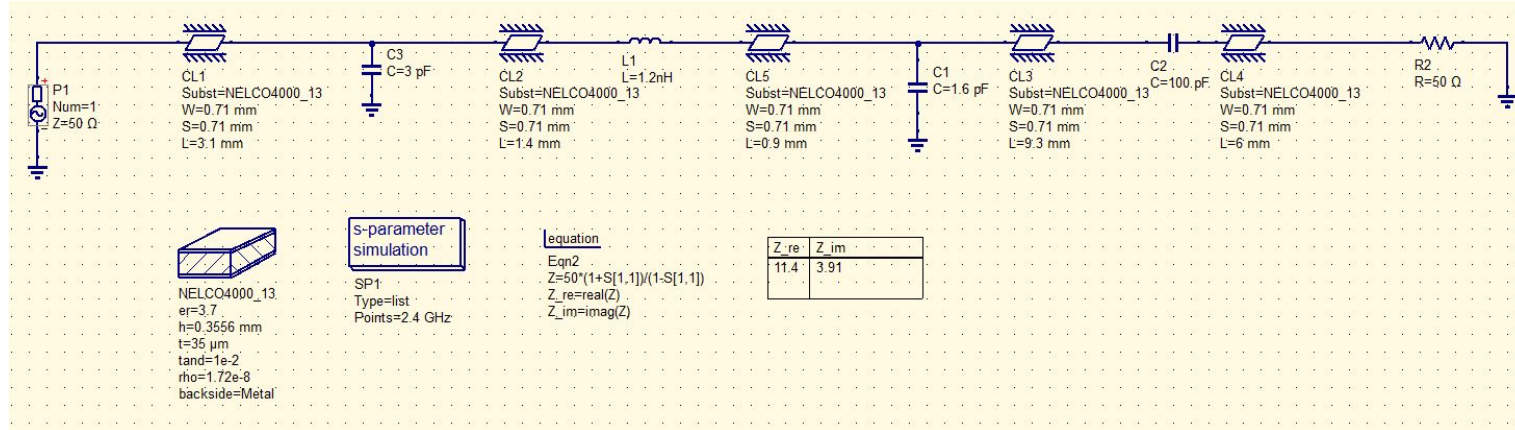 CL1
Subst=NELCO4000_13
W=0.71 mm
S=0.71 mm
L=3.1 mm
C3
C=3 pF
CL2
Subst=NELCO4000_13
W=0.71 mm
S=0.71 mm
L=1.4 mm
L1
L=1.2nH
CL5
Subst=NELCO4000_13
W=0.71 mm
S=0.71 mm
L=0.9 mm
C1
C=1.6 pF
CL3
Subst=NELCO4000_13
W=0.71 mm
S=0.71 mm
L=9.3 mm
C2
C=100 pF
CL4
Subst=NELCO4000_13
W=0.71 mm
S=0.71 mm
L=6 mm
R2
R=50 Ω
P1
Num=1
Z=50 Ω
NELCO4000_13
er=3.7
h=0.3556 mm
t=35 µm
tand=1e-2
rho=1.72e-8
backside=Metal
s-parameter
simulation
SP1
Type=list
Points=2.4 GHz
equation
Eqn2
Z=50*(1+S[1,1])/(1-S[1,1])
Z_re=real(Z)
Z_im=imag(Z)
Z_re Z_im
11.4 3.91